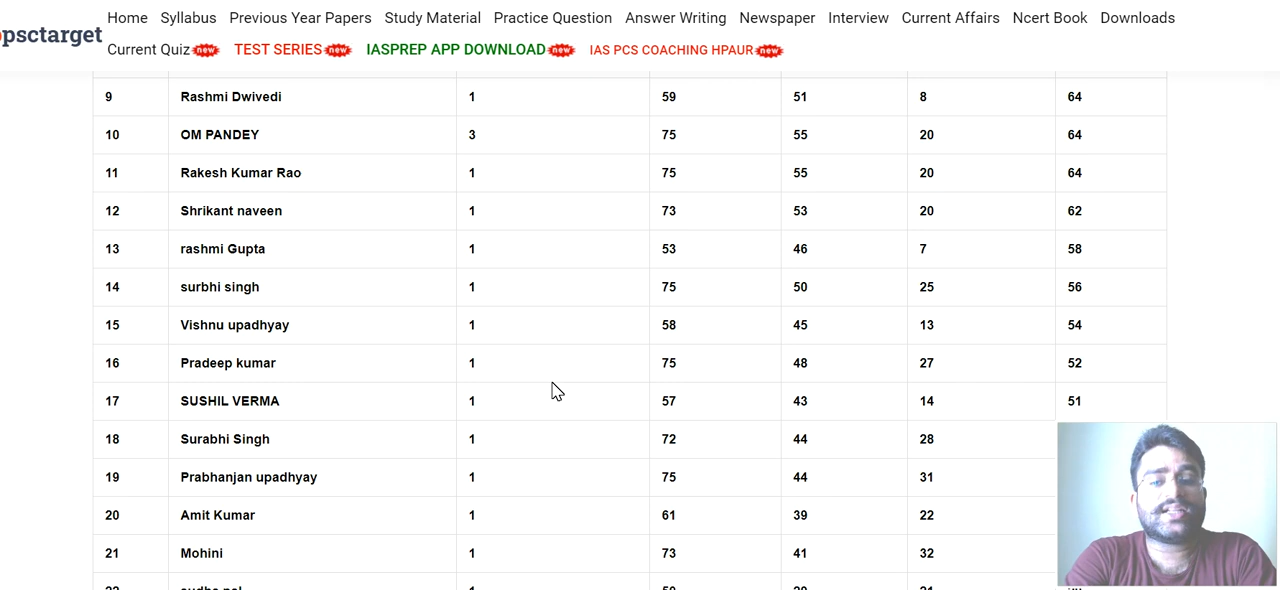 Home Syllabus Previous Year Papers Study Material Practice Question Answer Writing Newspaper Interview Current Affairs Ncert Book Downloads
psctarget
Current Quiz new TEST SERIES new IASPREP APP DOWNLOAD new IAS PCS COACHING HPAUR new
9 Rashmi Dwivedi 1 59 51 8 64
10 OM PANDEY 3 75 55 20 64
11 Rakesh Kumar Rao 1 75 55 20 64
12 Shrikant naveen 1 73 53 20 62
13 rashmi Gupta 1 53 46 7 58
14 surbhi singh 1 75 50 25 56
15 Vishnu upadhyay 1 58 45 13 54
16 Pradeep kumar 1 75 48 27 52
17 SUSHIL VERMA 1 57 43 14 51
18 Surabhi Singh 1 72 44 28
19 Prabhanjan upadhyay 1 75 44 31
20 Amit Kumar 1 61 39 22
21 Mohini 1 73 41 32